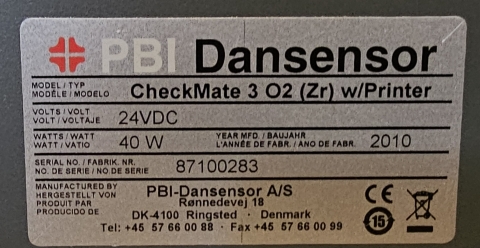 PBI Dansensor
MODEL / TYP
MODÈLE / MODELO
CheckMate 3 O2 (Zr) w/Printer
VOLTS / VOLT
VOLT / VOLTAJE
24VDC
WATTS / WATT
WATT / VATIO
40 W
YEAR MFD. / BAUJAHR
L'ANNÉE DE FABR. / ANO DE FABR.
2010
SERIAL NO. / FABRIK. NR.
NO. DE SERIE / NO DE SERIE
87100283
MANUFACTURED BY
HERGESTELLT VON
PRODUIT PAR
PRODUCIDO DE
PBI-Dansensor A/S
Rønnedevej 18
DK-4100 Ringsted - Denmark
Tel: +45 57 66 00 88 - Fax +45 57 66 00 99
CE
15